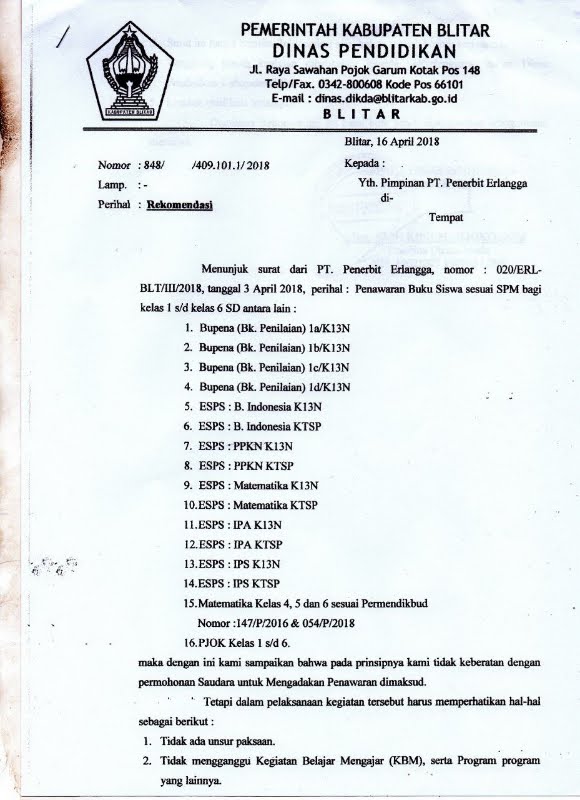 PEMERINTAH KABUPATEN BLITAR
DINAS PENDIDIKAN
Jl. Raya Sawahan Pojok Garum Kotak Pos 148
Telp/Fax. 0342-800608 Kode Pos 66101
E-mail : dinas.dikda@blitarkab.go.id
B L I T A R
KABUPATEN BLITAR
Blitar, 16 April 2018
Nomor : 848/ /409.101.1/ 2018
Kepada :
Lamp. : -
Yth. Pimpinan PT. Penerbit Erlangga
Perihal : Rekomendasi
di-
Tempat
Menunjuk surat dari PT. Penerbit Erlangga, nomor : 020/ERL-
BLT/III/2018, tanggal 3 April 2018, perihal : Penawaran Buku Siswa sesuai SPM bagi
kelas 1 s/d kelas 6 SD antara lain :
1. Bupena (Bk. Penilaian) 1a/K13N
2. Bupena (Bk. Penilaian) 1b/K13N
3. Bupena (Bk. Penilaian) 1c/K13N
4. Bupena (Bk. Penilaian) 1d/K13N
5. ESPS : B. Indonesia K13N
6. ESPS : B. Indonesia KTSP
7. ESPS : PPKN K13N
8. ESPS : PPKN KTSP
9. ESPS : Matematika K13N
10. ESPS : Matematika KTSP
11. ESPS : IPA K13N
12. ESPS : IPA KTSP
13. ESPS : IPS K13N
14. ESPS : IPS KTSP
15. Matematika Kelas 4, 5 dan 6 sesuai Permendikbud
Nomor :147/P/2016 & 054/P/2018
16. PJOK Kelas 1 s/d 6.
maka dengan ini kami sampaikan bahwa pada prinsipnya kami tidak keberatan dengan
permohonan Saudara untuk Mengadakan Penawaran dimaksud.
Tetapi dalam pelaksanaan kegiatan tersebut harus memperhatikan hal-hal
sebagai berikut :
1. Tidak ada unsur paksaan.
2. Tidak mengganggu Kegiatan Belajar Mengajar (KBM), serta Program program
yang lainnya.